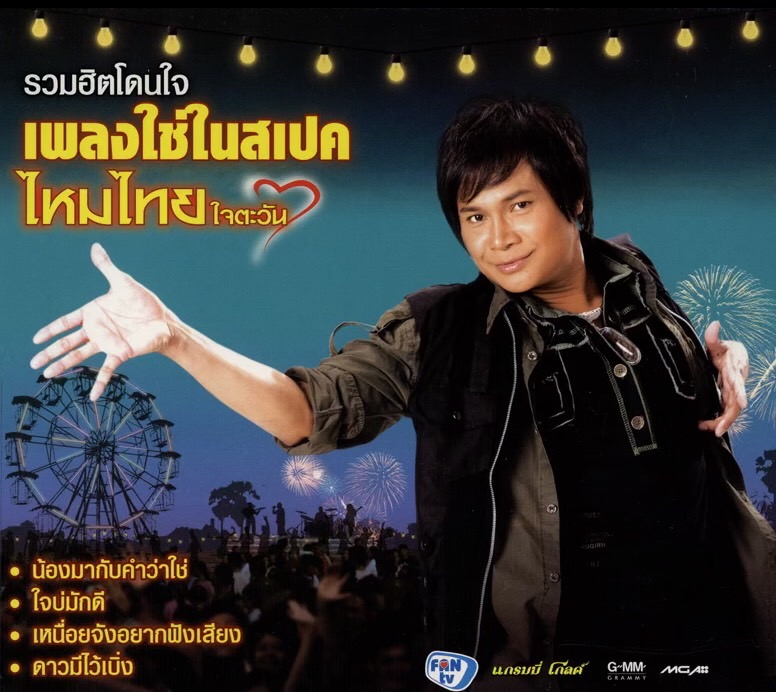 รวมฮิตโดนใจ
เพลงใช่ในสเปค
ไหมไทย ใจตะวัน
• น้องมากับคำว่าใช่
• ใจบ่มักดี
• เหนื่อยจังอยากฟังเสียง
• ดาวมีไว้เบิ่ง
FAN tv
แกรมมี่ โกลด์
G"MM'
GRAMMY
MGA